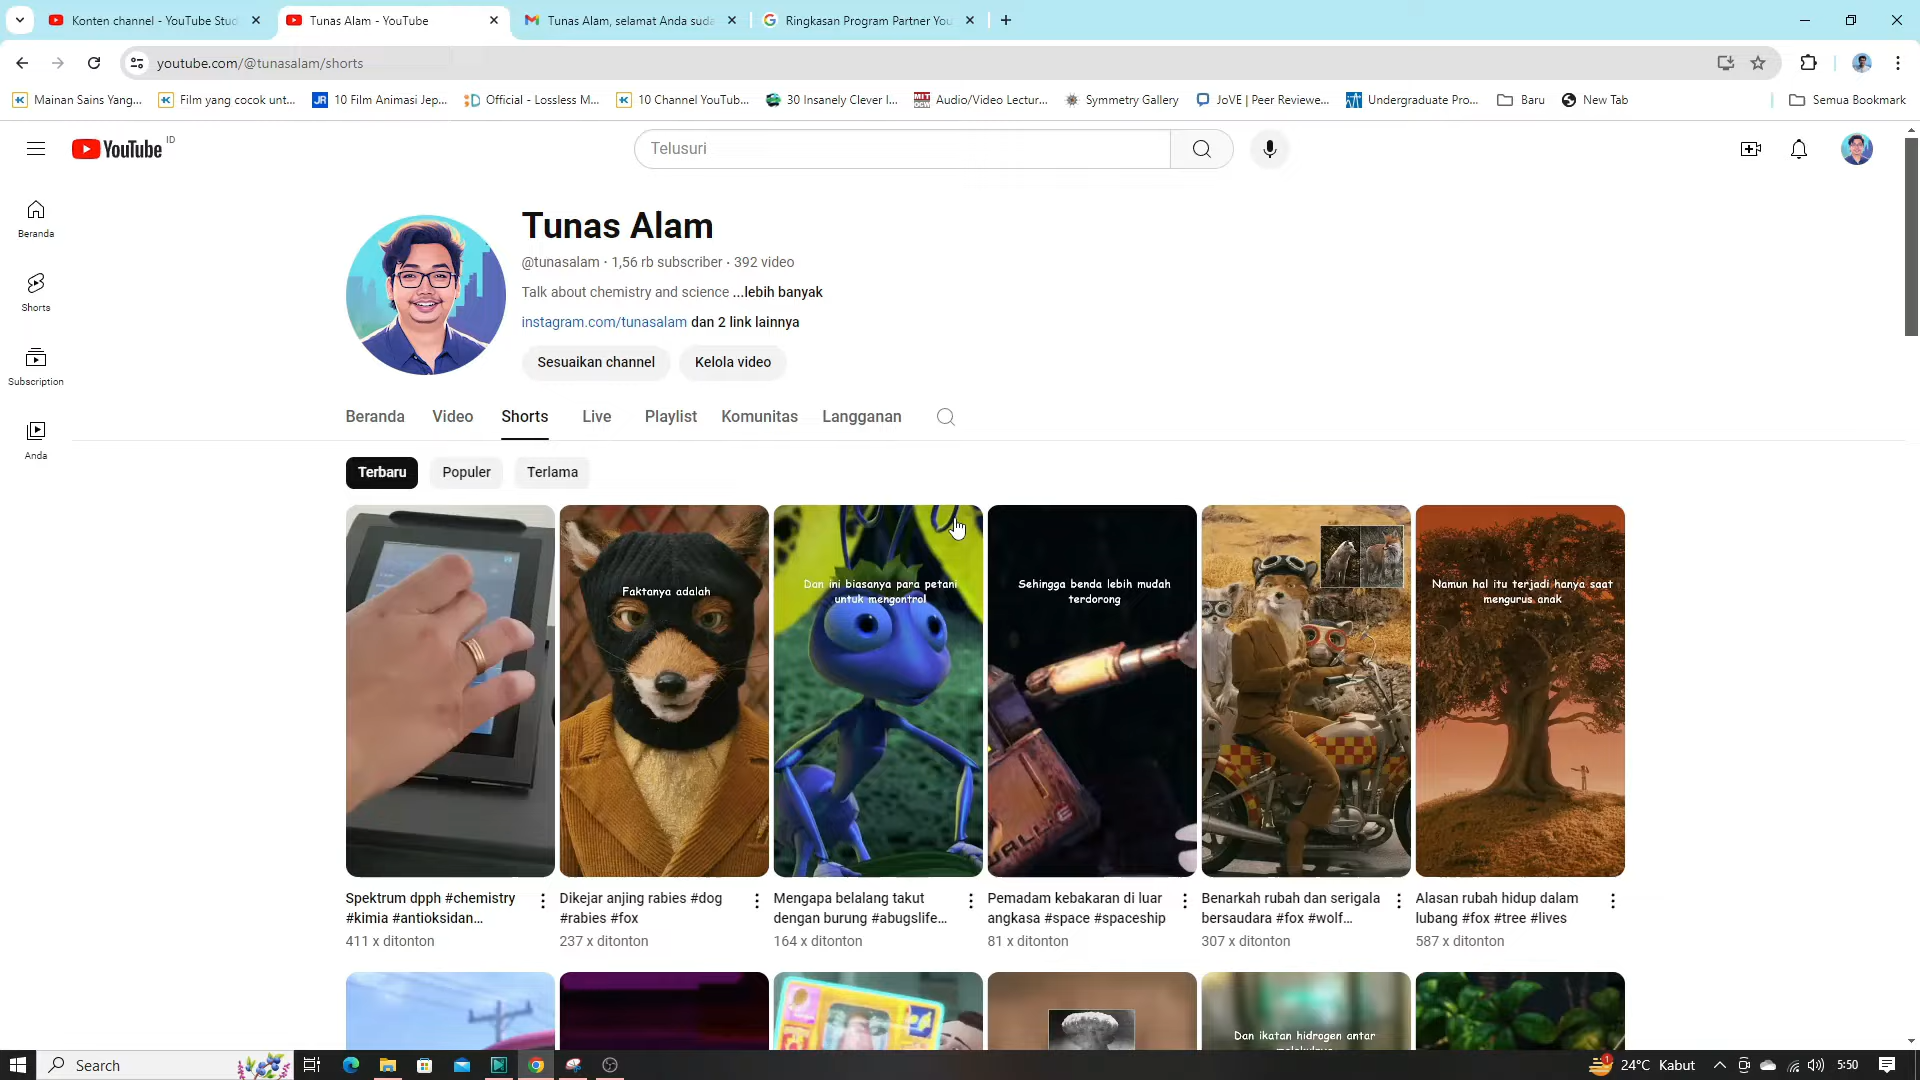 Konten channel - YouTube Stu
Tunas Alam - YouTube
Tunas Alam, selamat Anda suda
Ringkasan Program Partner You
youtube.com/@tunasalam/shorts
Mainan Sains Yang...
Film yang cocok unt...
10 Film Animasi Jep...
Official - Lossless M...
10 Channel YouTub...
30 Insanely Clever I...
Audio/Video Lectur...
Symmetry Gallery
JoVE | Peer Reviewe...
Undergraduate Pro...
Baru
New Tab
Semua Bookmark
YouTube ID
Telusuri
Beranda
Shorts
Subscription
Anda
Tunas Alam
@tunasalam · 1,56 rb subscriber · 392 video
Talk about chemistry and science ...lebih banyak
instagram.com/tunasalam dan 2 link lainnya
Sesuaikan channel
Kelola video
Beranda
Video
Shorts
Live
Playlist
Komunitas
Langganan
Terbaru
Populer
Terlama
Faktanya adalah
Dan ini biasanya para petani
untuk mengontrol
Sehingga benda lebih mudah
terdorong
WALL·E
Namun hal itu terjadi hanya saat
mengurus anak
Spektrum dpph #chemistry
#kimia #antioksidan...
411 x ditonton
Dikejar anjing rabies #dog
#rabies #fox
237 x ditonton
Mengapa belalang takut
dengan burung #abugslife...
164 x ditonton
Pemadam kebakaran di luar
angkasa #space #spaceship
81 x ditonton
Benarkah rubah dan serigala
bersaudara #fox #wolf...
307 x ditonton
Alasan rubah hidup dalam
lubang #fox #tree #lives
587 x ditonton
Dan ikatan hidrogen antar
Search
1
24°C Kabut
5:50